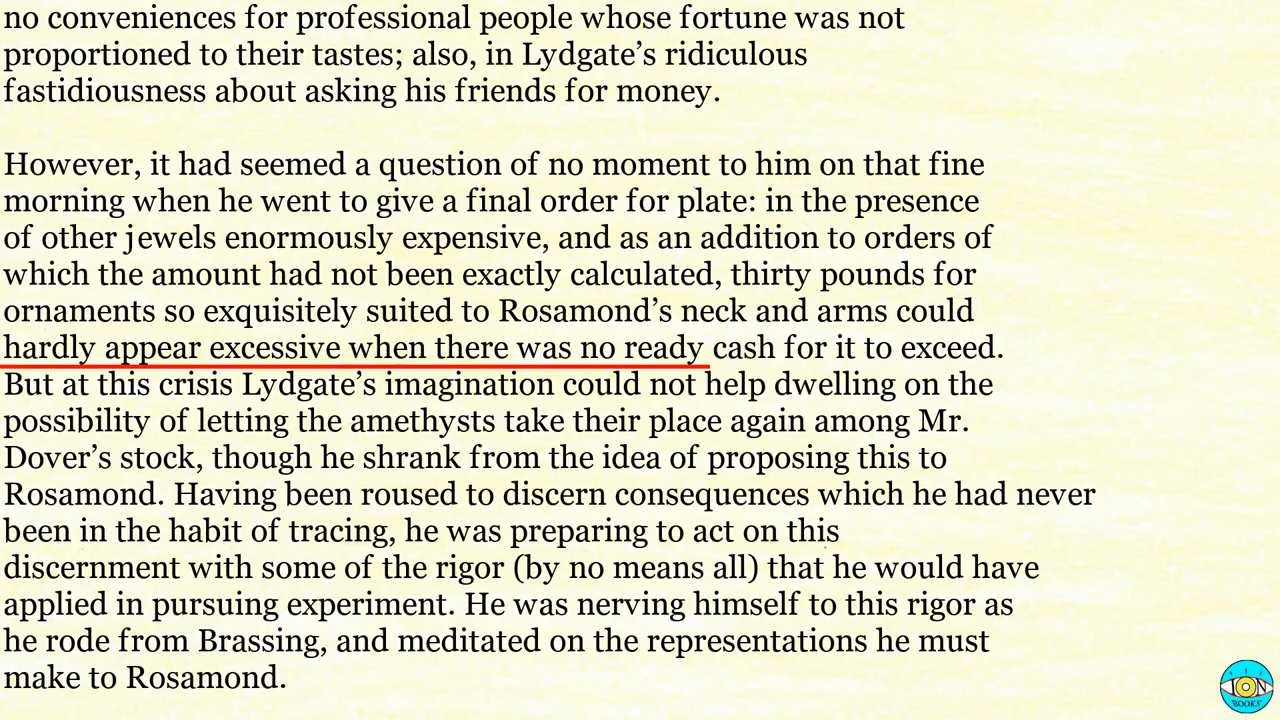 no conveniences for professional people whose fortune was not
proportioned to their tastes; also, in Lydgate’s ridiculous
fastidiousness about asking his friends for money.
However, it had seemed a question of no moment to him on that fine
morning when he went to give a final order for plate: in the presence
of other jewels enormously expensive, and as an addition to orders of
which the amount had not been exactly calculated, thirty pounds for
ornaments so exquisitely suited to Rosamond’s neck and arms could
hardly appear excessive when there was no ready cash for it to exceed.
But at this crisis Lydgate’s imagination could not help dwelling on the
possibility of letting the amethysts take their place again among Mr.
Dover’s stock, though he shrank from the idea of proposing this to
Rosamond. Having been roused to discern consequences which he had never
been in the habit of tracing, he was preparing to act on this
discernment with some of the rigor (by no means all) that he would have
applied in pursuing experiment. He was nerving himself to this rigor as
he rode from Brassing, and meditated on the representations he must
make to Rosamond.
ION
BOOKS